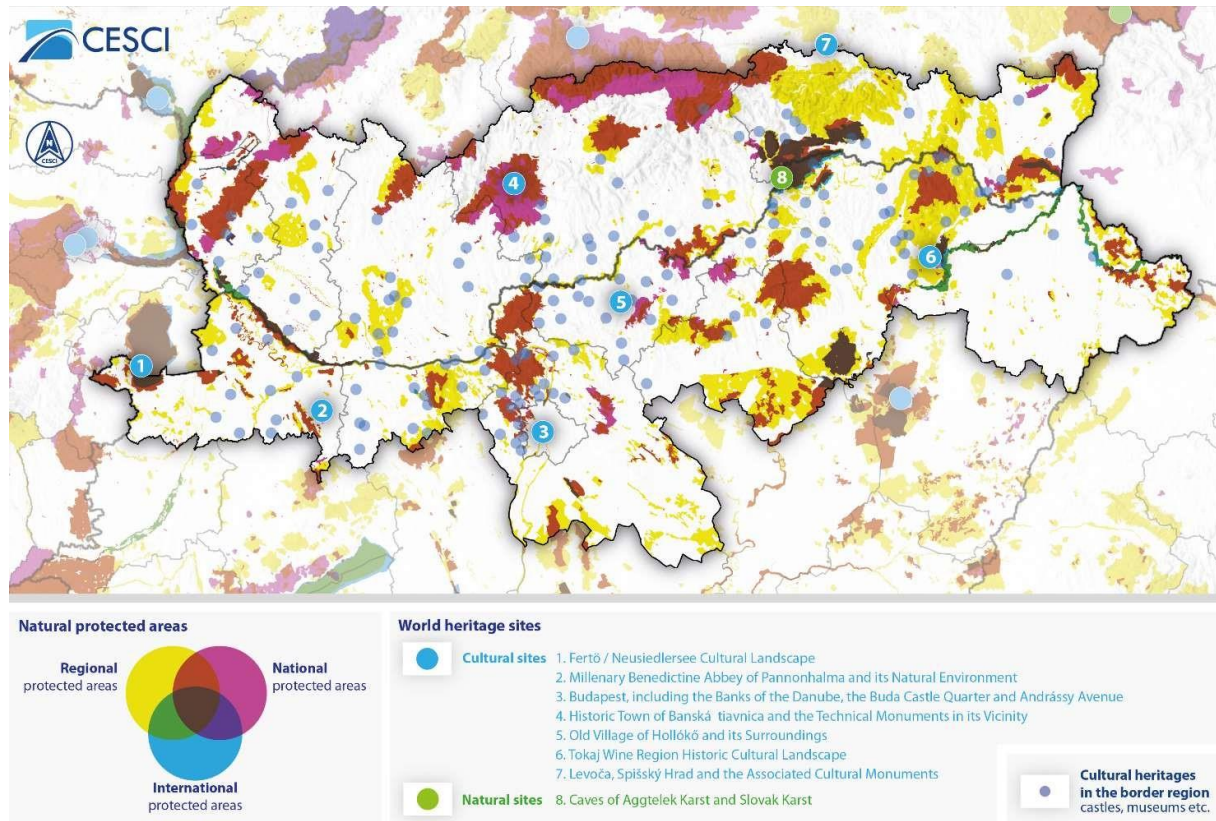 CESCI
CESCI
7
4
8
6
5
1
2
3
Natural protected areas
Regional
protected areas
National
protected areas
International
protected areas
World heritage sites
Cultural sites
1. Fertö / Neusiedlersee Cultural Landscape
2. Millenary Benedictine Abbey of Pannonhalma and its Natural Environment
3. Budapest, including the Banks of the Danube, the Buda Castle Quarter and Andrássy Avenue
4. Historic Town of Banská tiavnica and the Technical Monuments in its Vicinity
5. Old Village of Hollókő and its Surroundings
6. Tokaj Wine Region Historic Cultural Landscape
7. Levoča, Spišský Hrad and the Associated Cultural Monuments
Natural sites
8. Caves of Aggtelek Karst and Slovak Karst
Cultural heritages
in the border region
castles, museums etc.